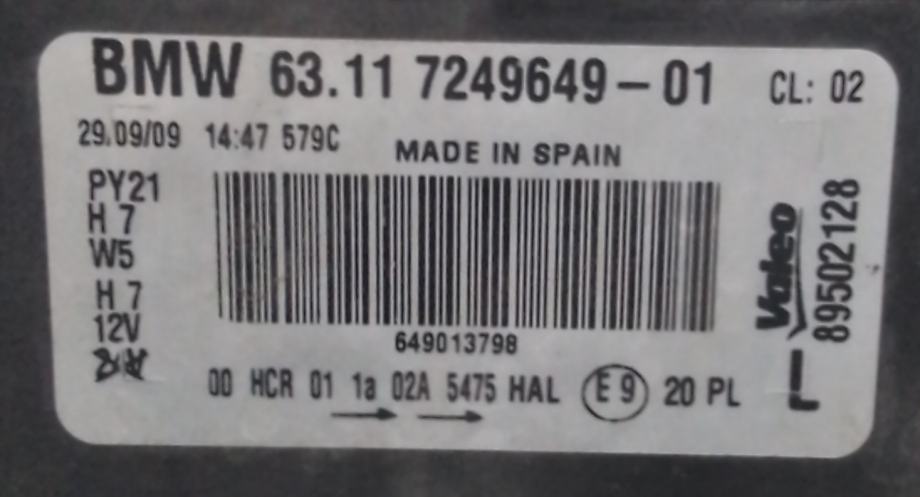 BMW 63.11 7249649-01 CL: 02
29.09/09 14:47 579C
MADE IN SPAIN
PY21
H 7
W5
H 7
12V
649013798
00 HCR 01 1a 02A 5475 HAL E9 20 PL
Valeo
89502128
L